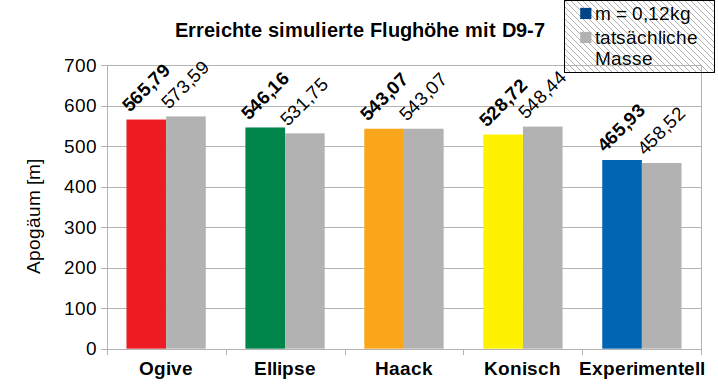 Erreichte simulierte Flughöhe mit D9-7
m = 0,12kg
tatsächliche
Masse
Apogäum [m]
700
600
500
400
300
200
100
0
565,79
573,59
546,16
531,75
543,07
543,07
528,72
548,44
465,93
458,52
Ogive
Ellipse
Haack
Konisch
Experimentell